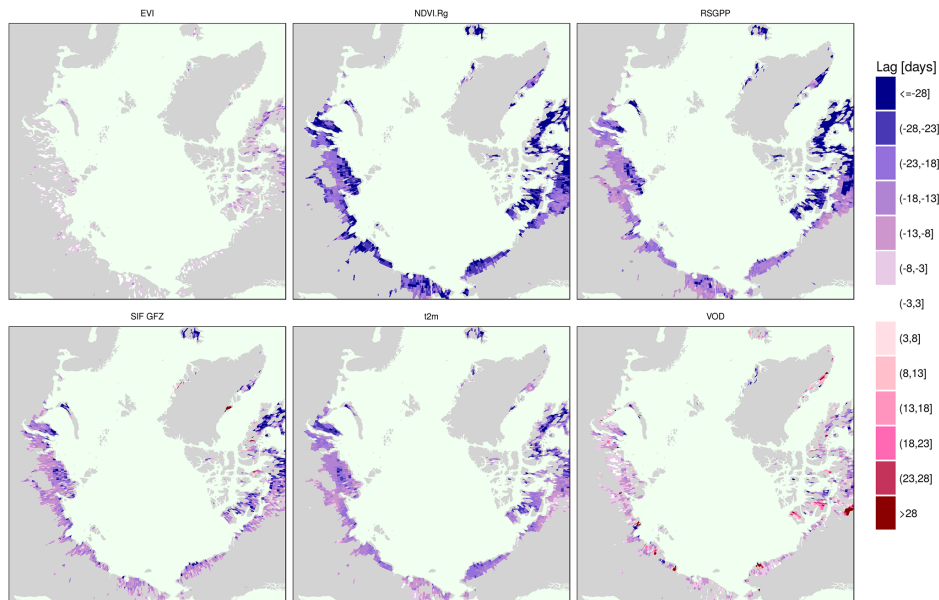 EVI
NDVI.Rg
RSGPP
Lag [days]
<=-28]
(-28,-23]
(-23,-18]
(-18,-13]
(-13,-8]
(-8,-3]
(-3,3]
(3,8]
(8,13]
(13,18]
(18,23]
(23,28]
>28
SIF GFZ
t2m
VOD